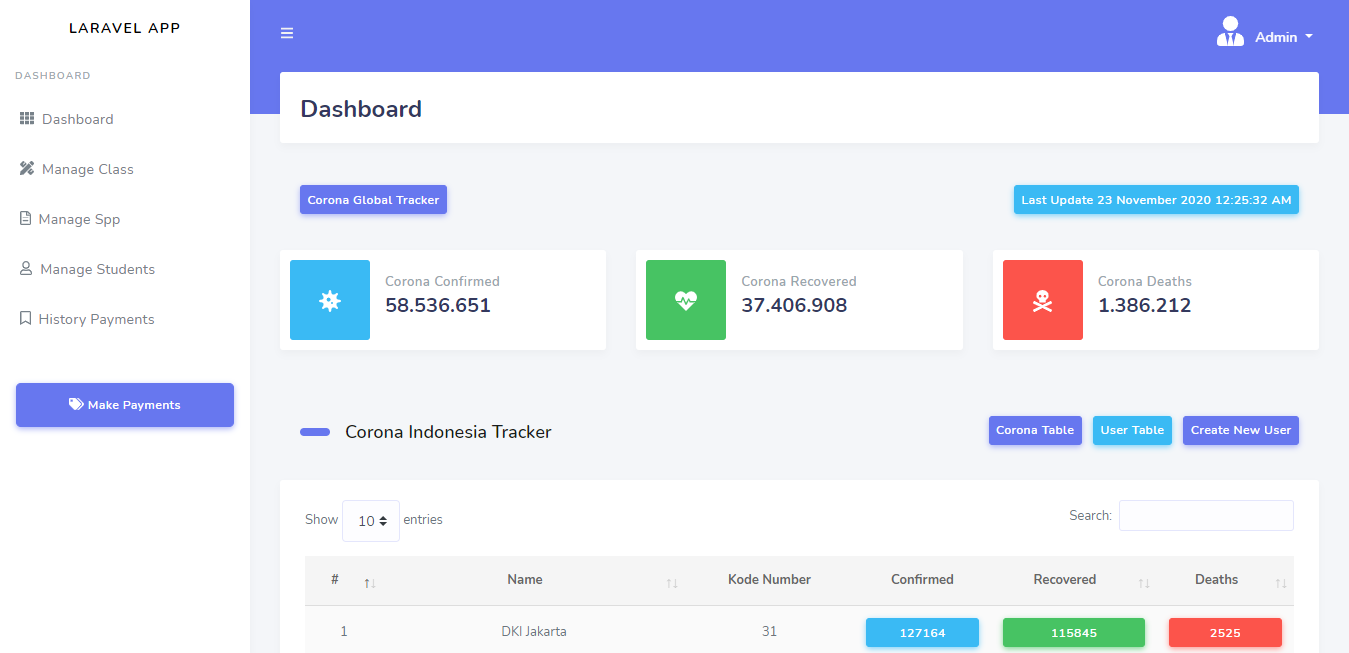 LARAVEL APP
Admin
DASHBOARD
Dashboard
Manage Class
Manage Spp
Manage Students
History Payments
Make Payments
Dashboard
Corona Global Tracker
Last Update 23 November 2020 12:25:32 AM
Corona Confirmed
58.536.651
Corona Recovered
37.406.908
Corona Deaths
1.386.212
Corona Indonesia Tracker
Corona Table
User Table
Create New User
Show 10 entries
Search:
# Name Kode Number Confirmed Recovered Deaths
1 DKI Jakarta 31 127164 115845 2525